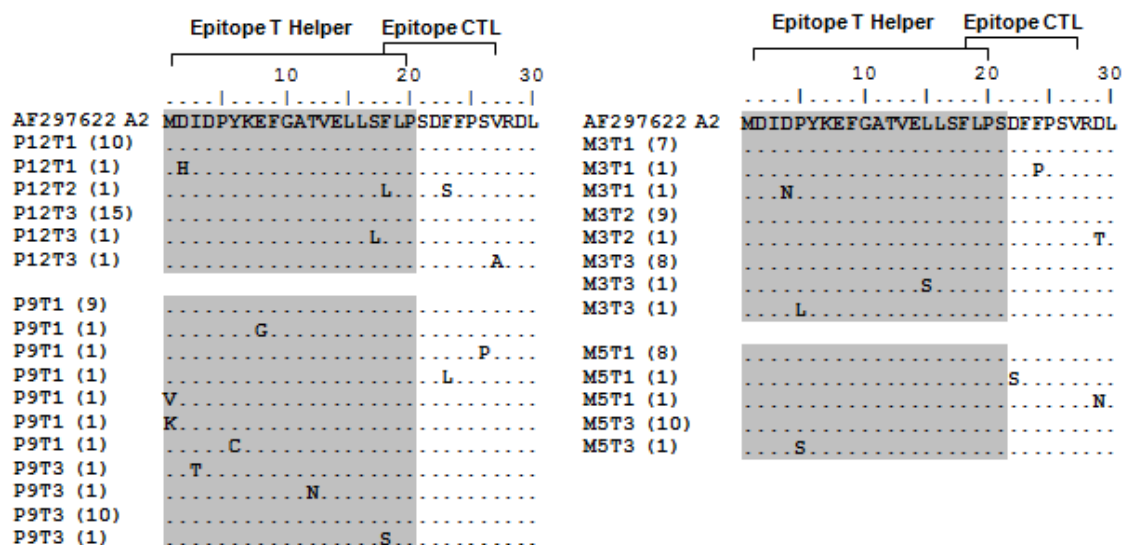 Epitope T Helper Epitope CTL
10 20 30
....|....|....|....|....|....|
AF297622 A2 MDIDPYKEFGATVELLSFLPSDFFPSVRDL
P12T1 (10) ..............................
P12T1 (1) .H............................
P12T2 (1) .................L....S.......
P12T3 (15) ..............................
P12T3 (1) ................L.............
P12T3 (1) ..........................A...
P9T1 (9) ..............................
P9T1 (1) .......G......................
P9T1 (1) .........................P....
P9T1 (1) ......................L.......
P9T1 (1) V.............................
P9T1 (1) K.............................
P9T1 (1) .....C........................
P9T3 (1) ..T...........................
P9T3 (1) ...........N..................
P9T3 (10) ..............................
P9T3 (1) .................S............
Epitope T Helper Epitope CTL
10 20 30
....|....|....|....|....|....|
AF297622 A2 MDIDPYKEFGATVELLSFLPSDFFPSVRDL
M3T1 (7) ..............................
M3T1 (1) .......................P......
M3T1 (1) ...N..........................
M3T2 (9) ..............................
M3T2 (1) ............................T.
M3T3 (8) ..............................
M3T3 (1) ..............S...............
M3T3 (1) ....L.........................
M5T1 (8) ..............................
M5T1 (1) .....................S........
M5T1 (1) ............................N.
M5T3 (10) ..............................
M5T3 (1) ....S.........................